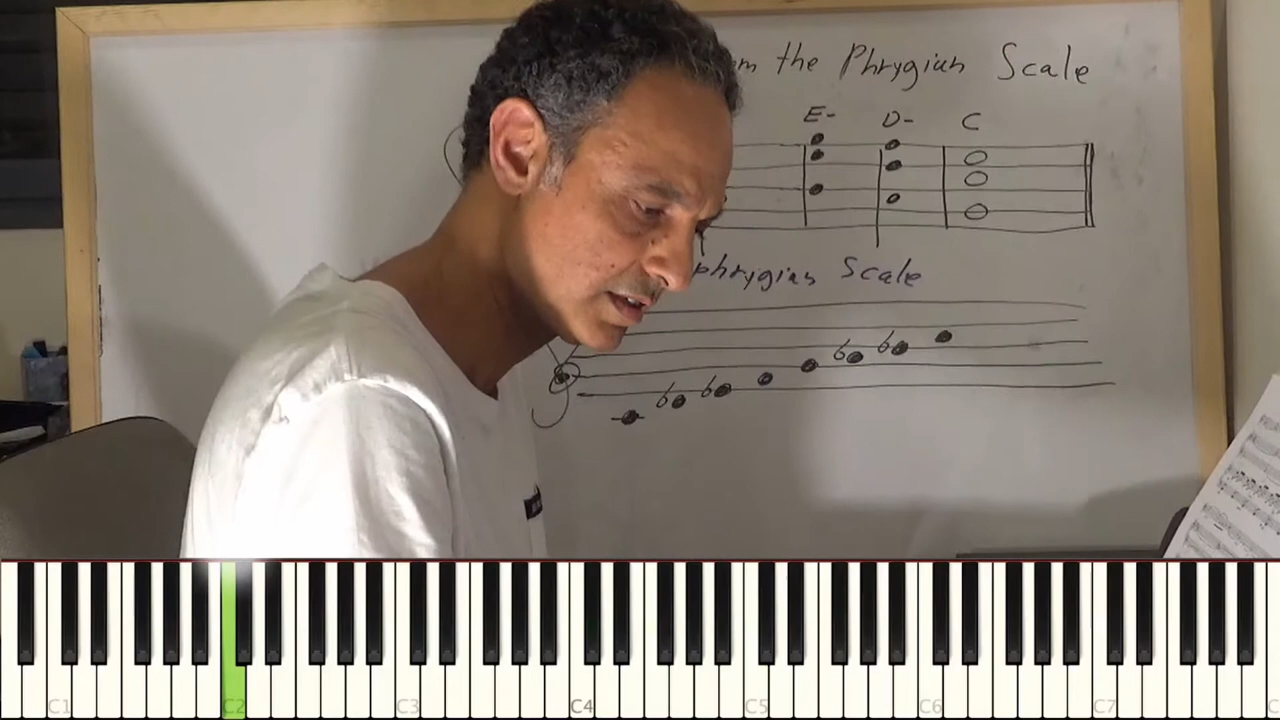 the Phrygian Scale
E- D- C
phrygian Scale
C1 C2 C3 C4 C5 C6 C7